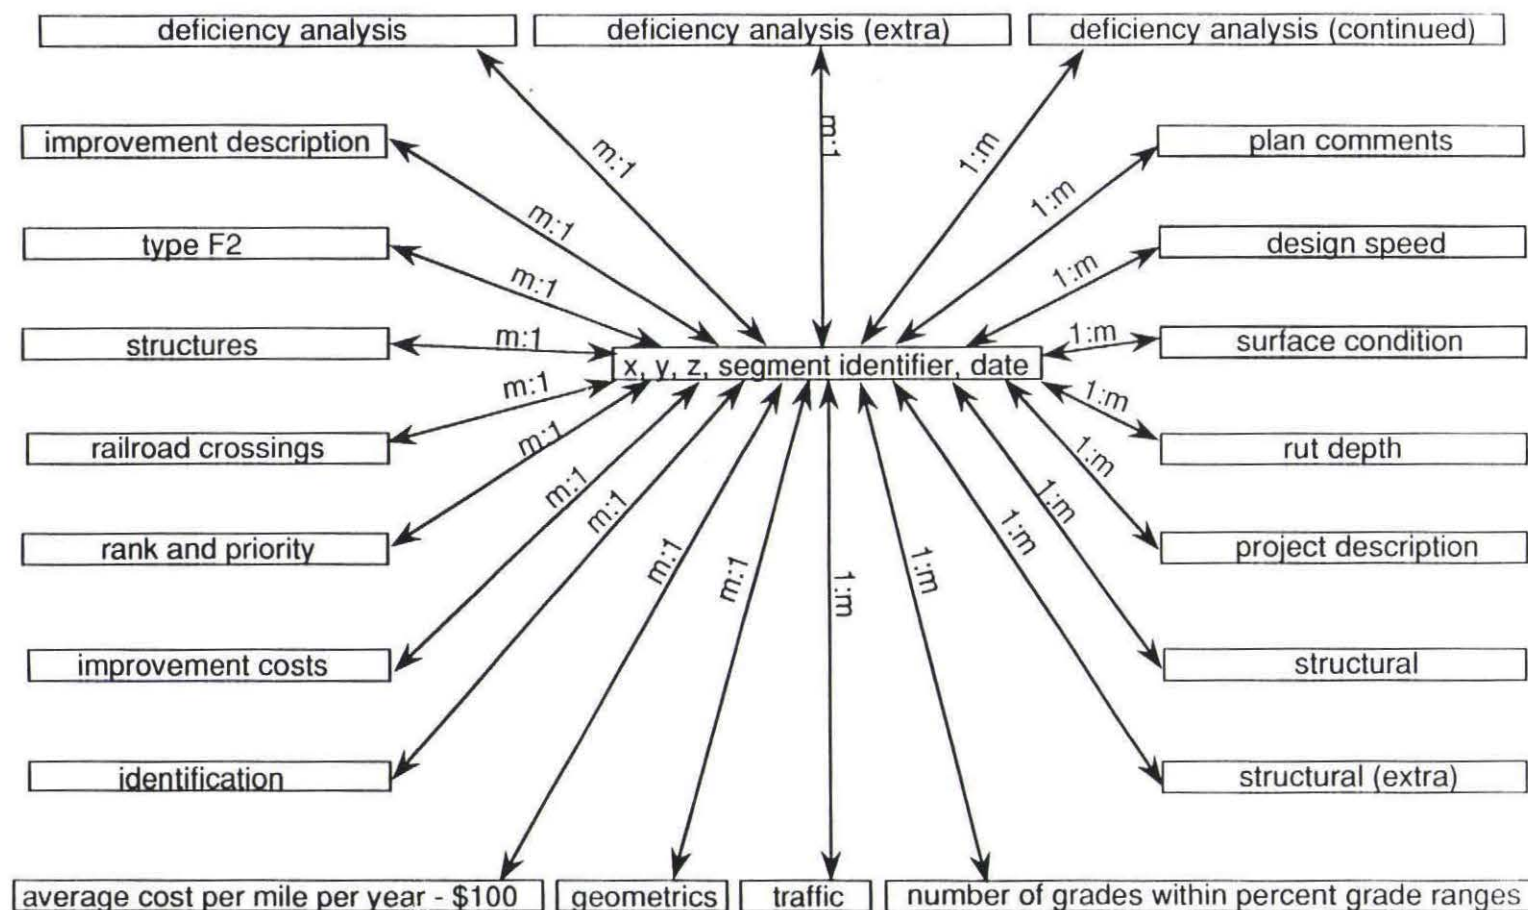 deficiency analysis
deficiency analysis (extra)
deficiency analysis (continued)
improvement description
m:1
m:1
1:m
plan comments
m:1
1:m
type F2
m:1
1:m
design speed
structures
m:1
1:m
surface condition
x, y, z, segment identifier, date
m:1
1:m
railroad crossings
m:1
1:m
rut depth
rank and priority
m:1
m:1
m:1
m:1
1:m
1:m
1:m
1:m
project description
improvement costs
structural
identification
structural (extra)
average cost per mile per year - $100
geometrics
traffic
number of grades within percent grade ranges